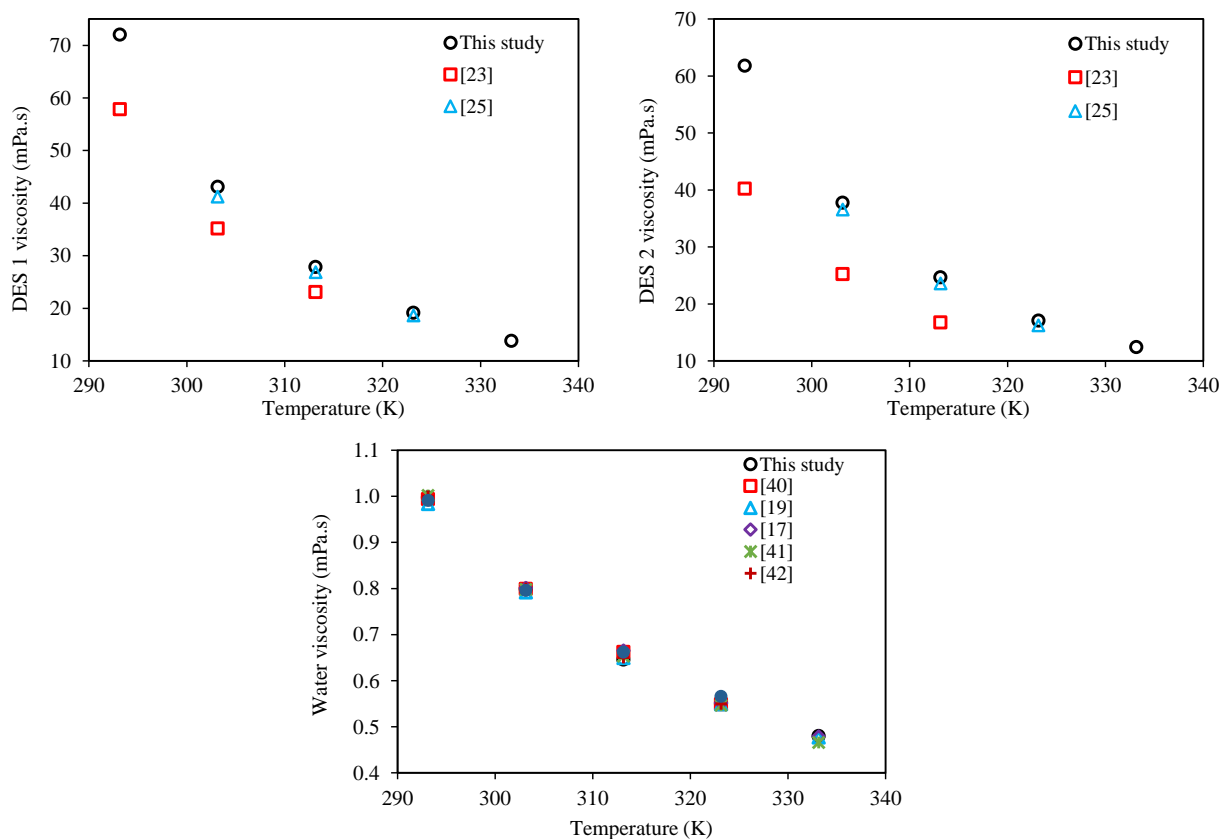 70
60
50
40
30
20
10
DES 1 viscosity (mPa.s)
This study
[23]
[25]
290 300 310 320 330 340
Temperature (K)
70
60
50
40
30
20
10
DES 2 viscosity (mPa.s)
This study
[23]
[25]
290 300 310 320 330 340
Temperature (K)
1.1
1.0
0.9
0.8
0.7
0.6
0.5
0.4
Water viscosity (mPa.s)
This study
[40]
[19]
[17]
[41]
[42]
290 300 310 320 330 340
Temperature (K)